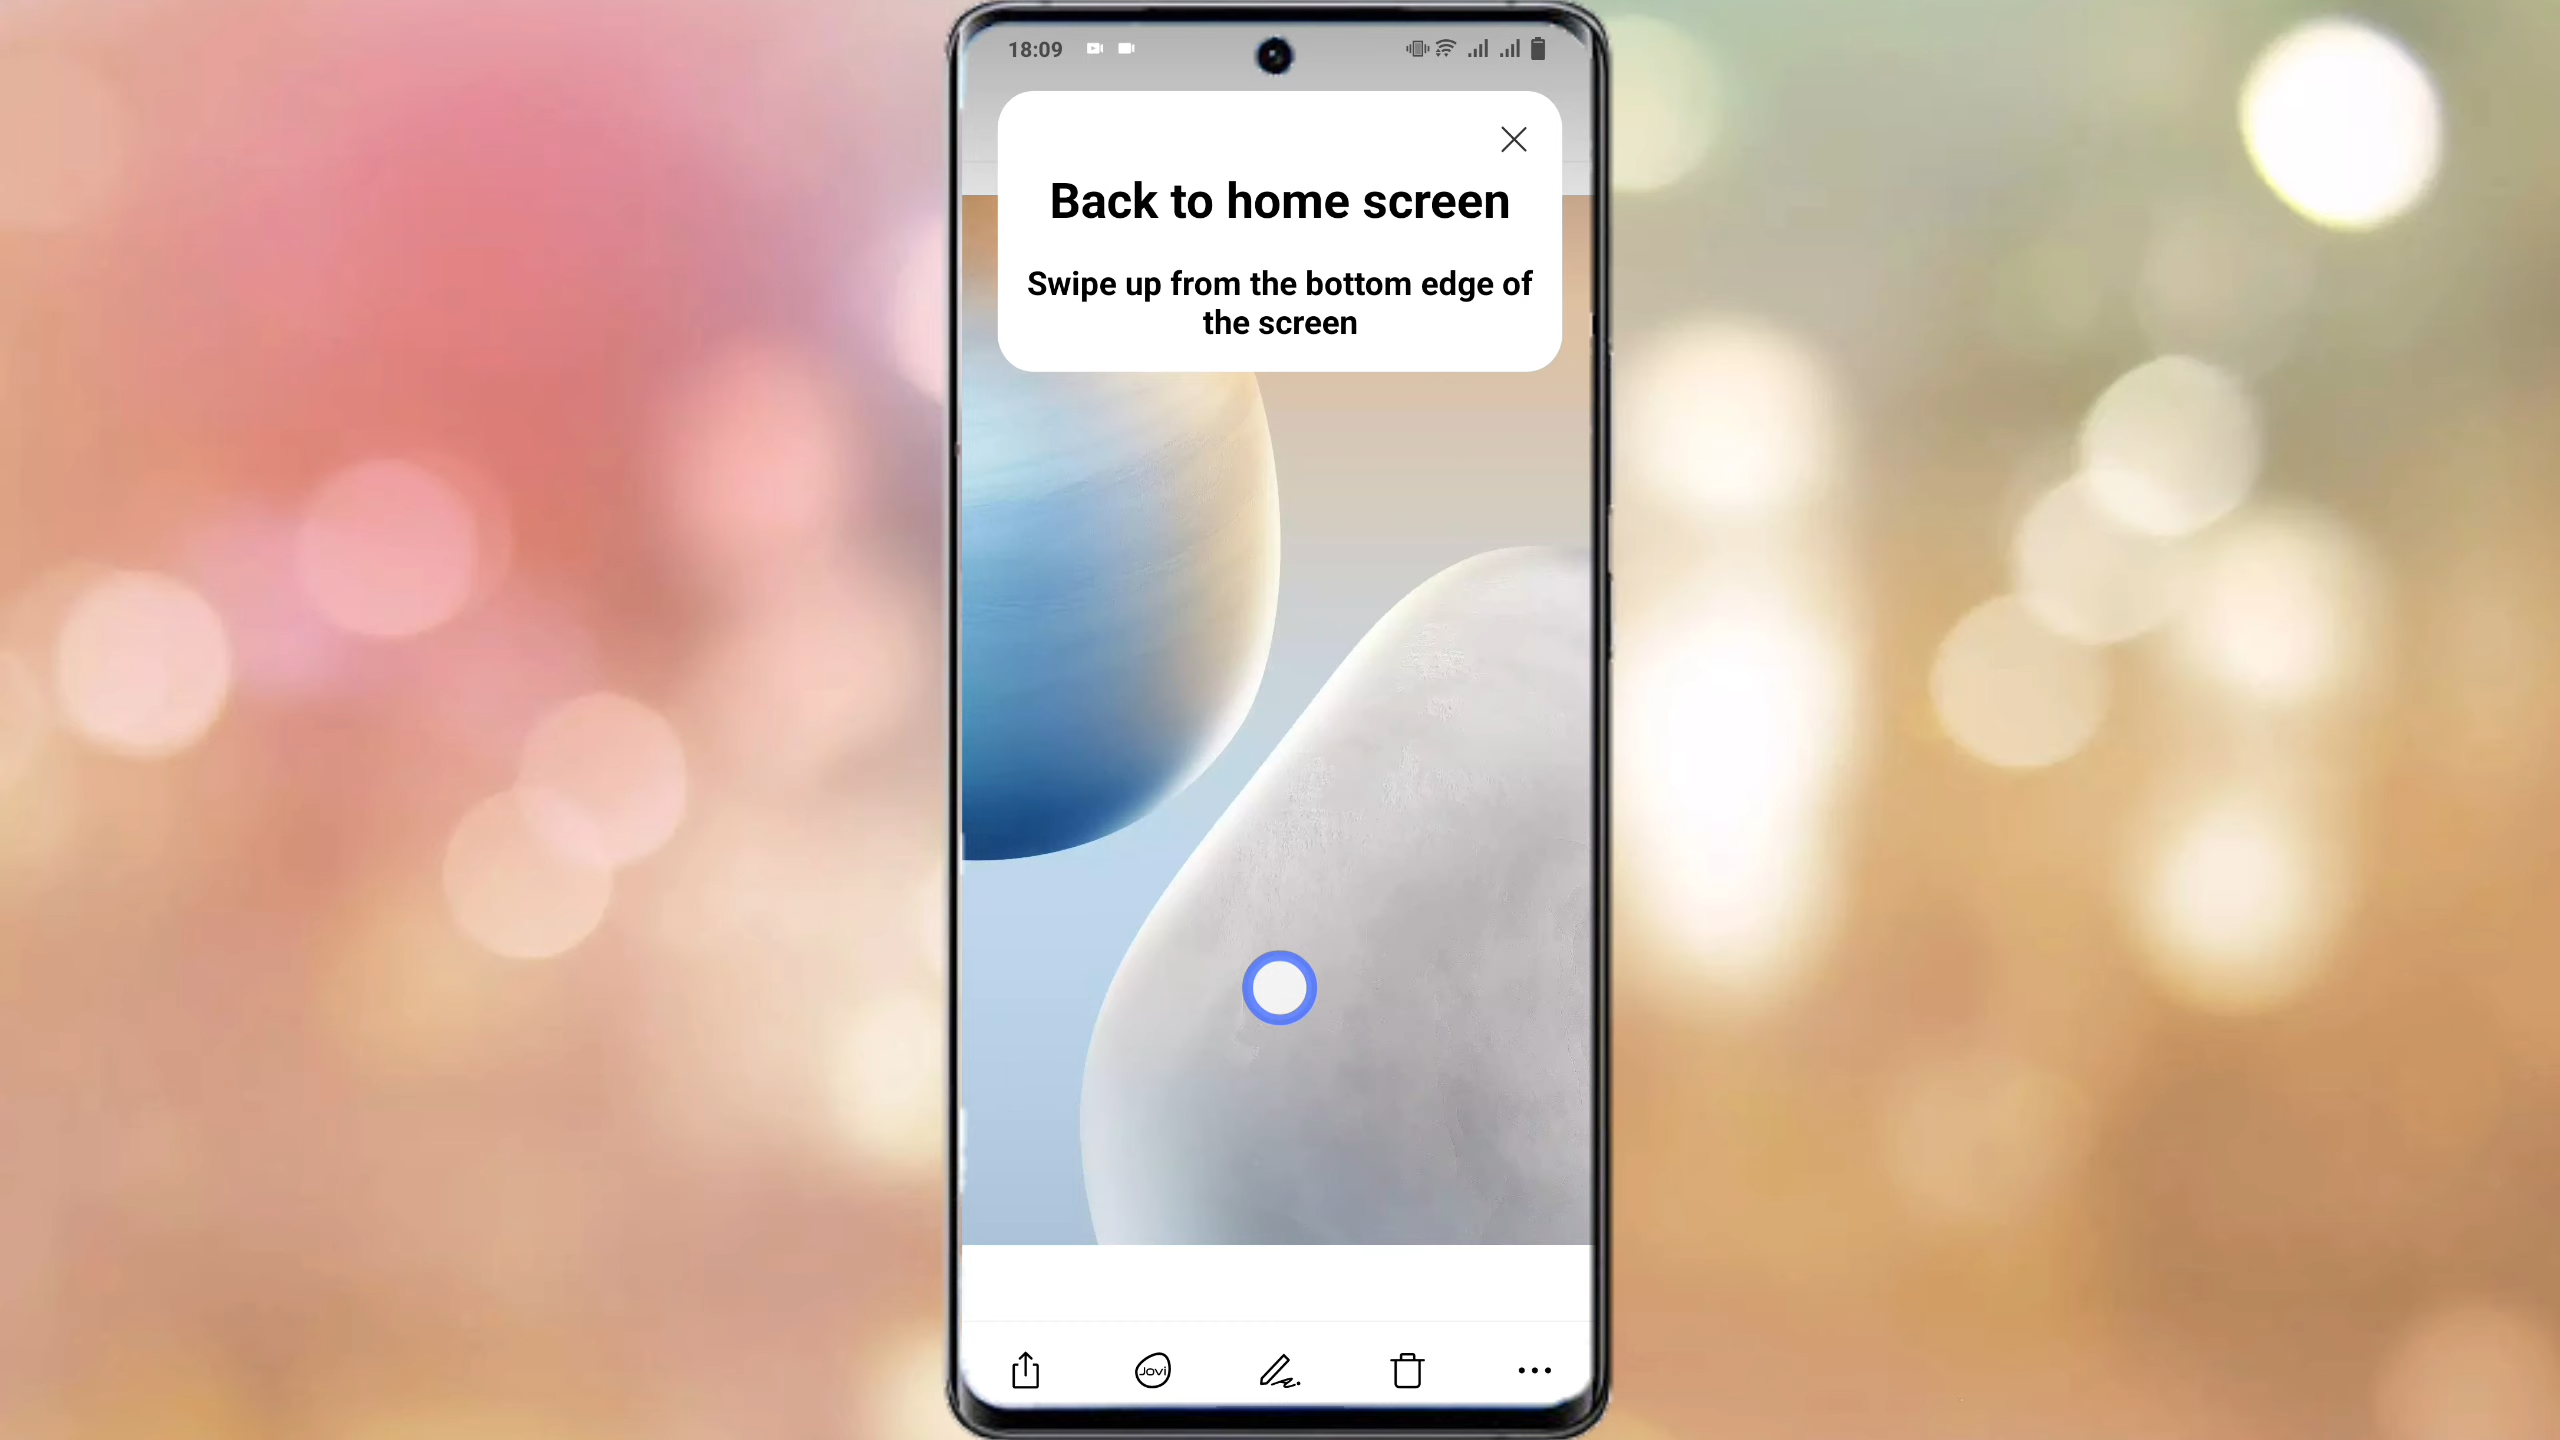 18:09
Back to home screen
Swipe up from the bottom edge of
the screen
Jovi